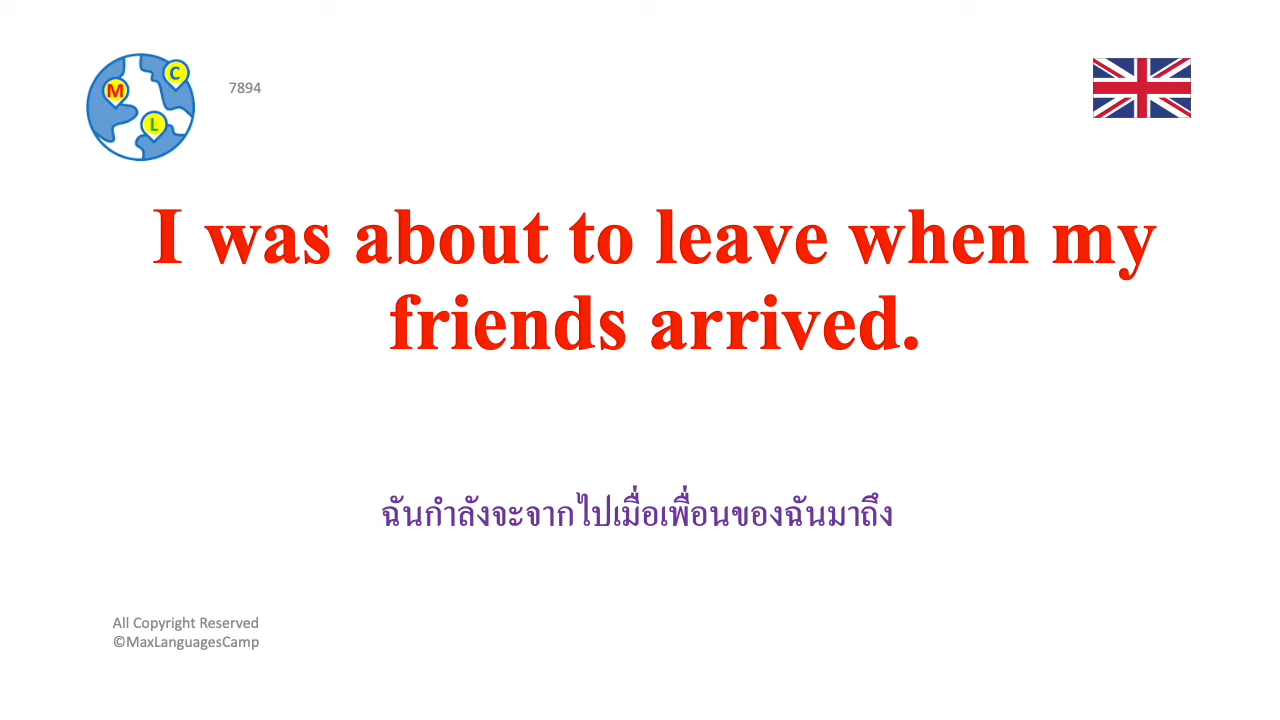 M
C
L
7894
I was about to leave when my
friends arrived.
ฉันกำลังจะจากไปเมื่อเพื่อนของฉันมาถึง
All Copyright Reserved
©MaxLanguagesCamp